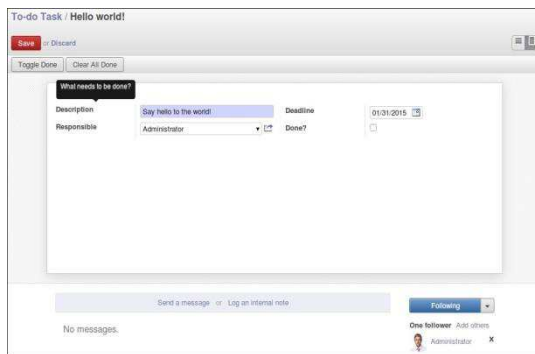 To-do Task / Hello world!
Save or Discard
Toggle Done Clear All Done
What needs to be done?
Description Say hello to the world! Deadline 01/31/2015
Responsible Administrator Done?
Send a message or Log an internal note Following
No messages. One follower Add others
Administrator X